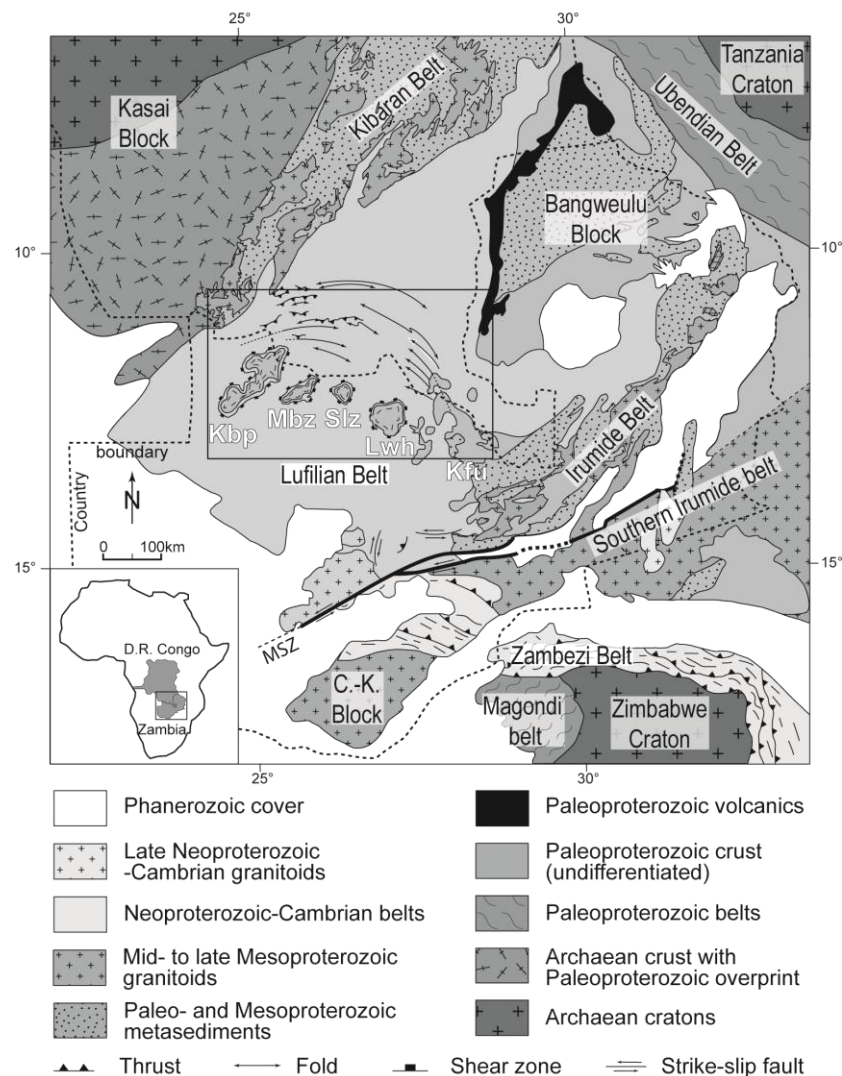 25°
30°
Kasai
Block
Kibaran Belt
Tanzania
Craton
Ubendian Belt
Bangweulu
Block
10°
10°
Kbp
Mbz
Slz
Lwh
Kfu
Lufilian Belt
Irumide Belt
Southern Irumide belt
Country
boundary
N
0 100km
15°
15°
MSZ
D.R. Congo
Zambia
C.-K.
Block
Zambezi Belt
Magondi
belt
Zimbabwe
Craton
25°
30°
Phanerozoic cover
Late Neoproterozoic
-Cambrian granitoids
Neoproterozoic-Cambrian belts
Mid- to late Mesoproterozoic
granitoids
Paleo- and Mesoproterozoic
metasediments
Paleoproterozoic volcanics
Paleoproterozoic crust
(undifferentiated)
Paleoproterozoic belts
Archaean crust with
Paleoproterozoic overprint
Archaean cratons
Thrust
Fold
Shear zone
Strike-slip fault